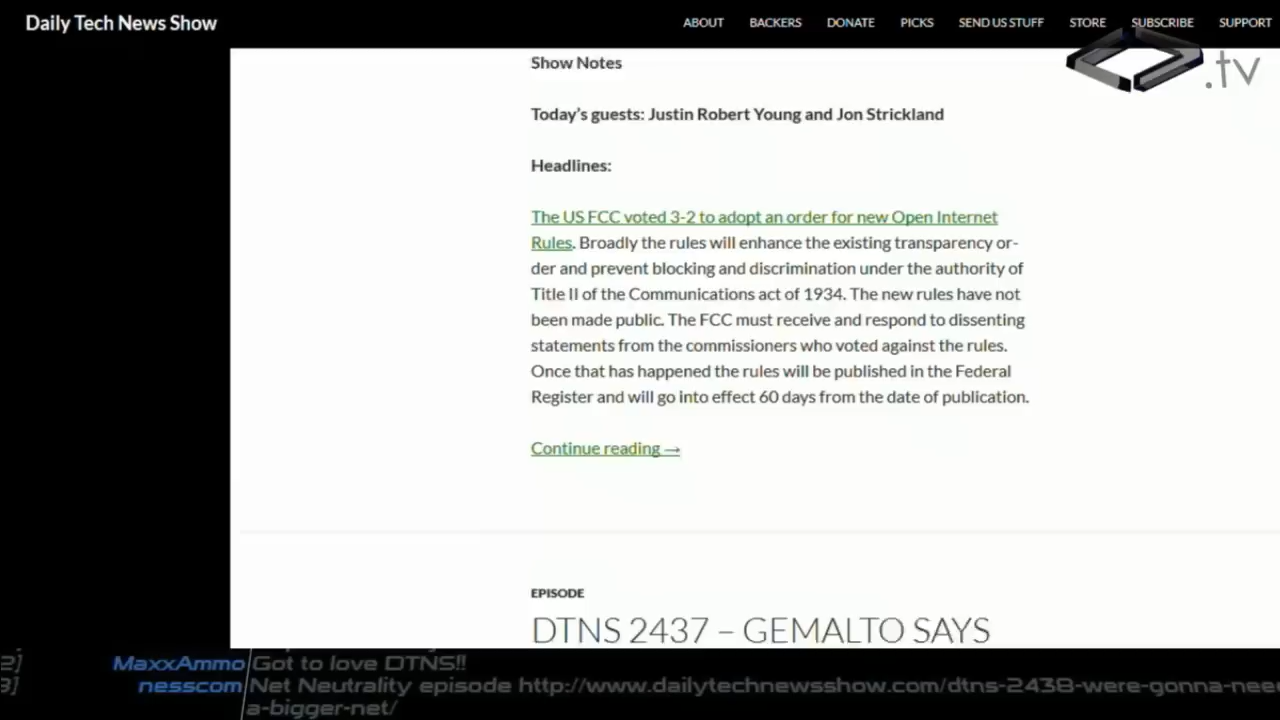 Daily Tech News Show
ABOUT BACKERS DONATE PICKS SEND US STUFF STORE SUBSCRIBE SUPPORT
.tv
Show Notes
Today's guests: Justin Robert Young and Jon Strickland
Headlines:
The US FCC voted 3-2 to adopt an order for new Open Internet
Rules. Broadly the rules will enhance the existing transparency or-
der and prevent blocking and discrimination under the authority of
Title II of the Communications act of 1934. The new rules have not
been made public. The FCC must receive and respond to dissenting
statements from the commissioners who voted against the rules.
Once that has happened the rules will be published in the Federal
Register and will go into effect 60 days from the date of publication.
Continue reading →
EPISODE
DTNS 2437 – GEMALTO SAYS
2] MaxxAmmo Got to love DTNS!!
3] nesscom Net Neutrality episode http://www.dailytechnewsshow.com/dtns-2438-were-gonna-nee
a-bigger-net/